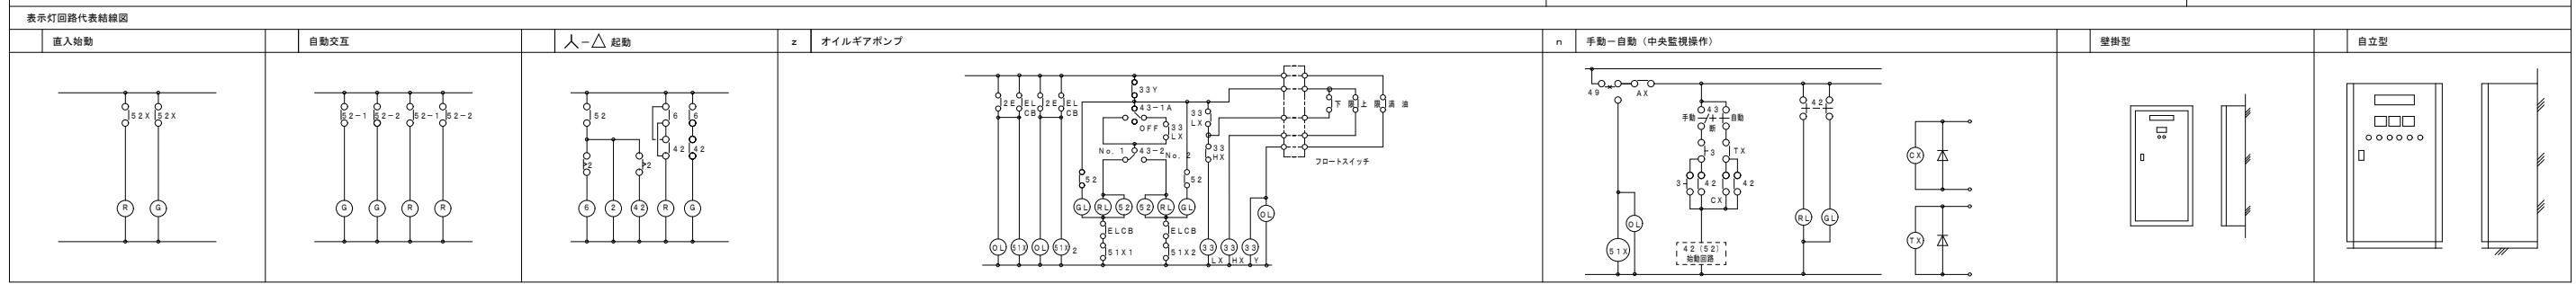 表示灯回路代表結線図
直入始動
自動交互
人-△ 起動
z オイルギアポンプ
n 手動ー自動（中央監視操作）
壁掛型
自立型
52X 52X
R G
52-1 52-2 52-1 52-2
G G R R
52
6 6
2 2
42 42
6 2 42 R G
2E EL CB 2E EL CB
33Y
43-1A
OFF
33 LX
No. 1 43-2 No. 2
33 LX
33 HX
下限 上限 満油
フロートスイッチ
52 52
GL RL 52 52 RL GL
ELCB ELCB
51X1 51X2
OL 51X OL 51X 2
33 LX 33 HX 33 Y
OL
49 AX
43
手動 断 自動
3 TX
3 42 42
CX
42
RL GL
51X OL
42 (52)
始動回路
CX
TX